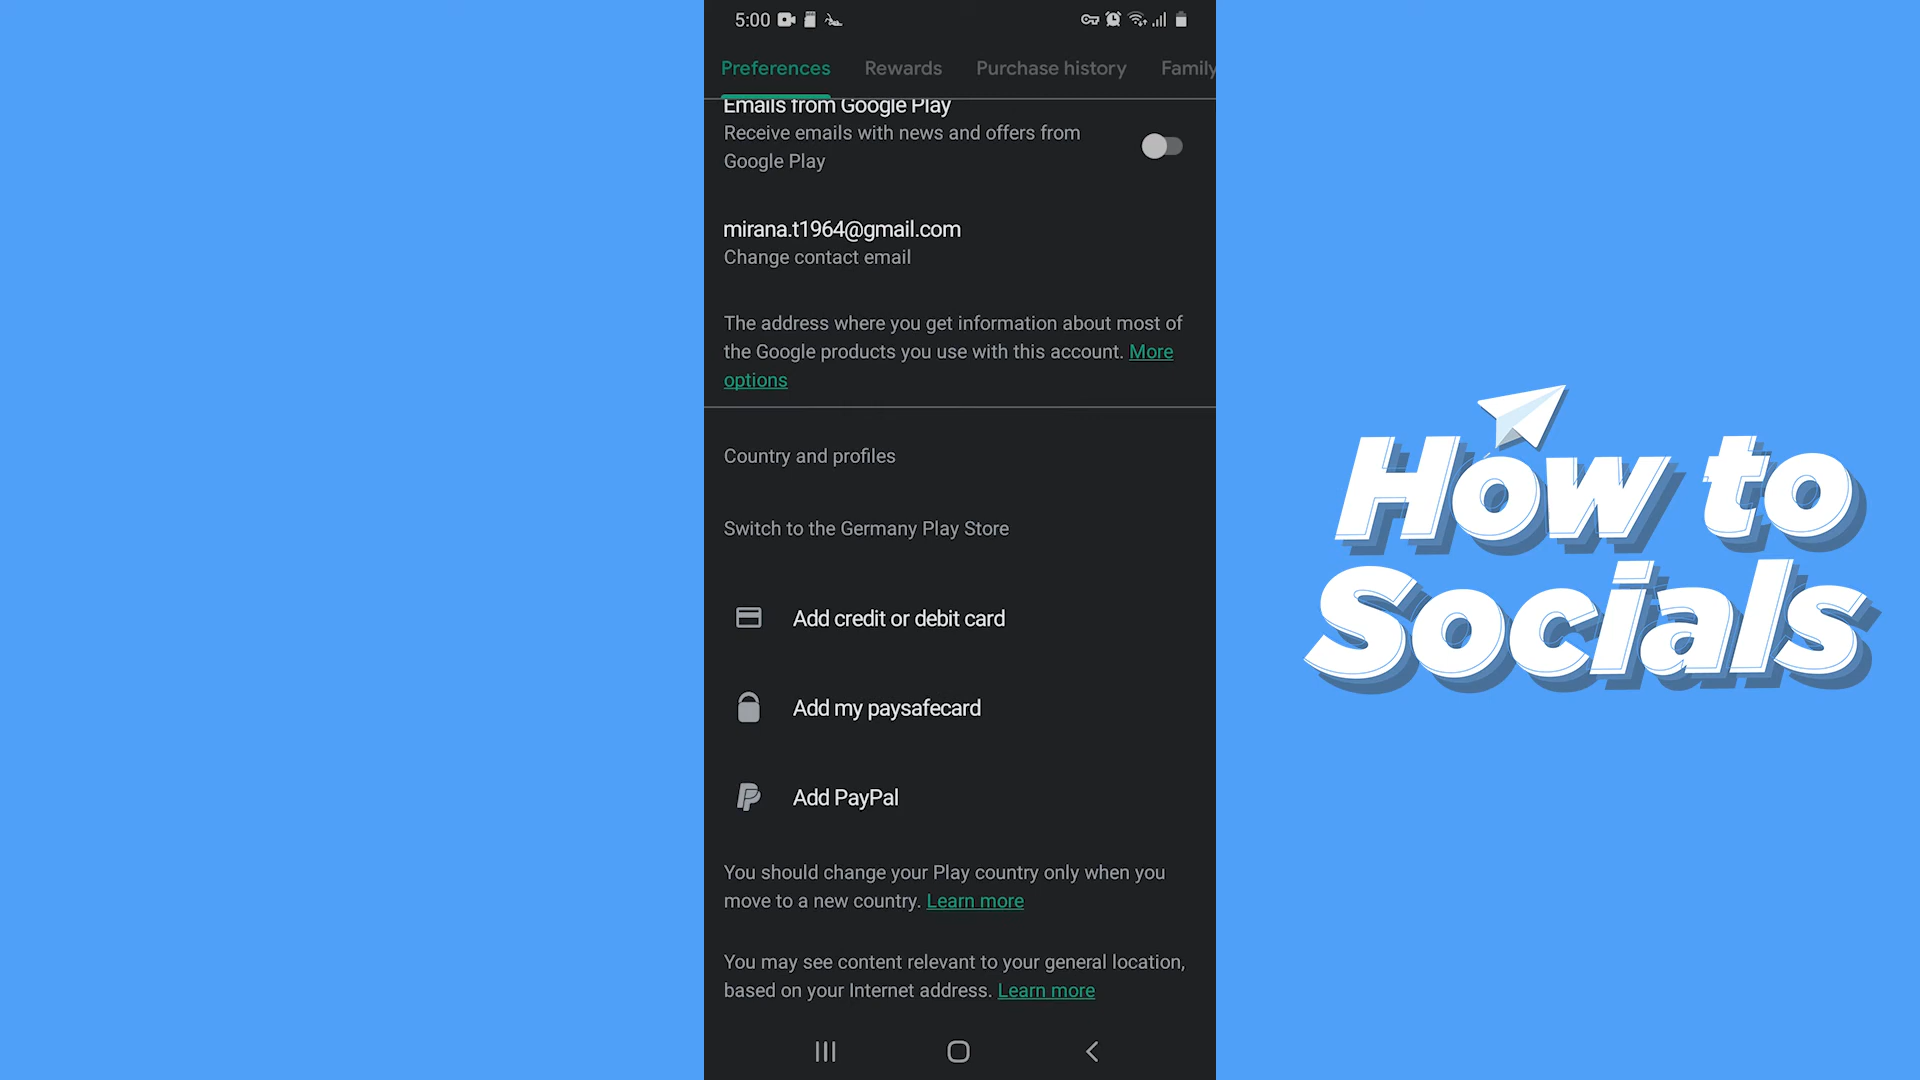 5:00
Preferences Rewards Purchase history Family
Emails from Google Play
Receive emails with news and offers from
Google Play
mirana.t1964@gmail.com
Change contact email
The address where you get information about most of
the Google products you use with this account. More
options
Country and profiles
Switch to the Germany Play Store
Add credit or debit card
Add my paysafecard
Add PayPal
You should change your Play country only when you
move to a new country. Learn more
You may see content relevant to your general location,
based on your Internet address. Learn more
How to
Socials